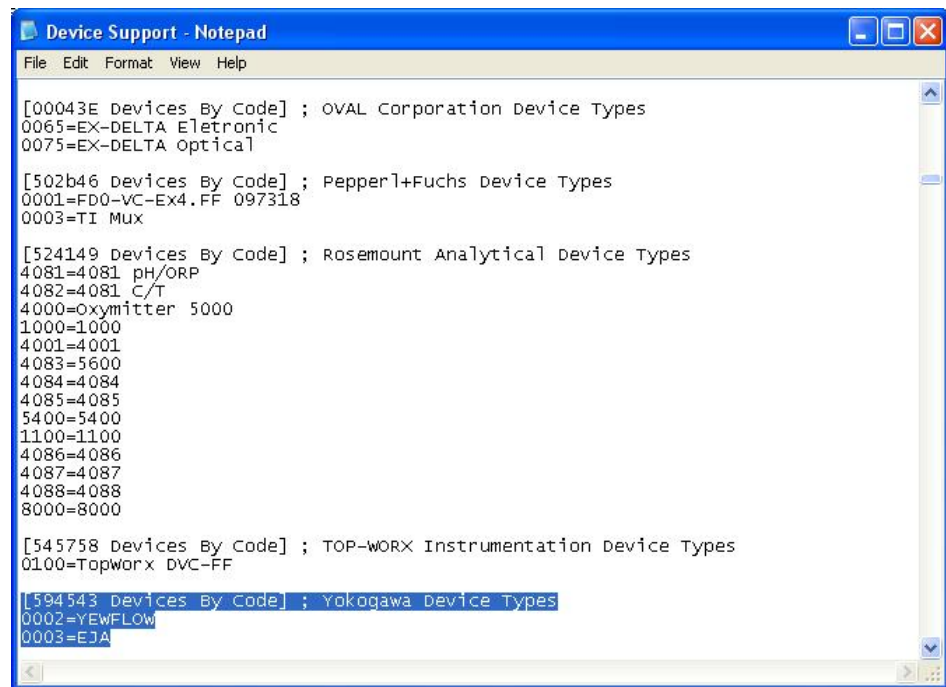 Device Support - Notepad
File Edit Format View Help
[00043E Devices By Code] ; OVAL Corporation Device Types
0065=EX-DELTA Eletronic
0075=EX-DELTA Optical
[502b46 Devices By Code] ; Pepperl+Fuchs Device Types
0001=FD0-VC-Ex4.FF 097318
0003=TI Mux
[524149 Devices By Code] ; Rosemount Analytical Device Types
4081=4081 pH/ORP
4082=4081 C/T
4000=Oxymitter 5000
1000=1000
4001=4001
4083=5600
4084=4084
4085=4085
5400=5400
1100=1100
4086=4086
4087=4087
4088=4088
8000=8000
[545758 Devices By Code] ; TOP-WORX Instrumentation Device Types
0100=TopWorx DVC-FF
[594543 Devices By Code] ; Yokogawa Device Types
0002=YEWFLOW
0003=EJA